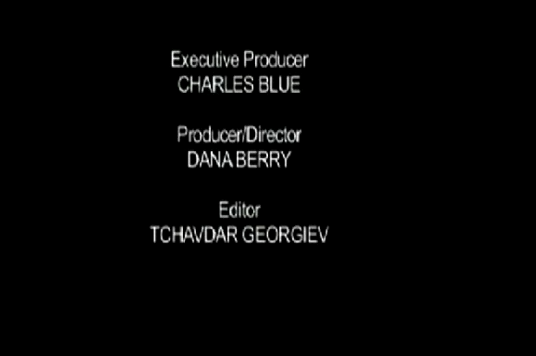 Executive Producer
CHARLES BLUE
Producer/Director
DANA BERRY
Editor
TCHAVDAR GEORGIEV